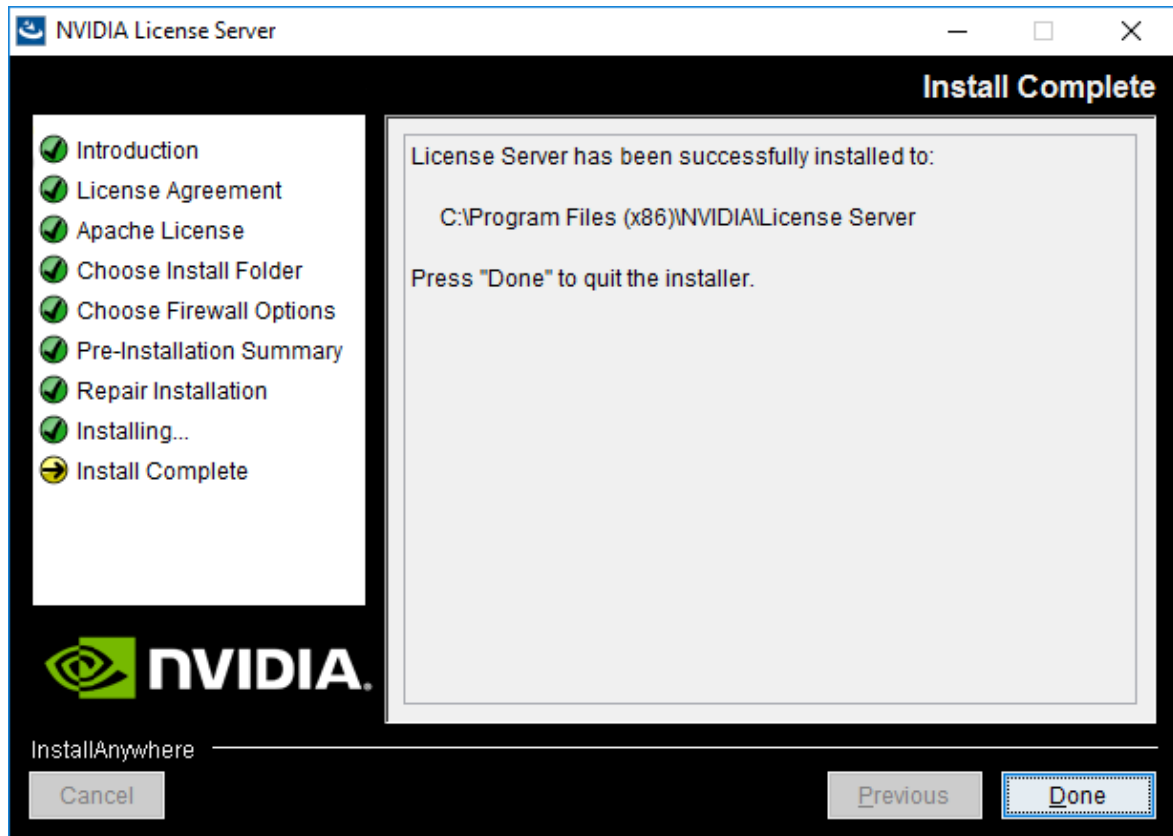 NVIDIA License Server
Install Complete
Introduction
License Agreement
Apache License
Choose Install Folder
Choose Firewall Options
Pre-Installation Summary
Repair Installation
Installing...
Install Complete
License Server has been successfully installed to:
C:\Program Files (x86)\NVIDIA\License Server
Press "Done" to quit the installer.
NVIDIA.
InstallAnywhere
Cancel
Previous
Done